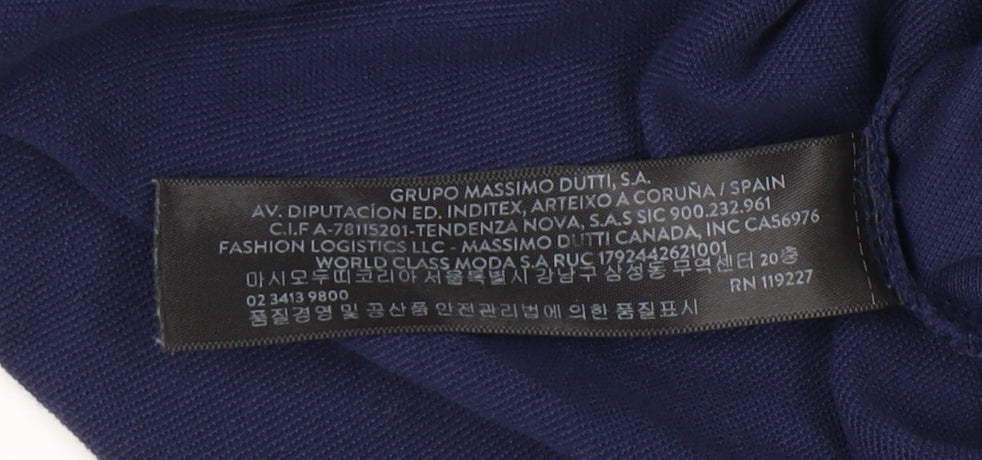 GRUPO MASSIMO DUTTI, S.A.
AV. DIPUTACÍON ED. INDITEX, ARTEIXO A CORUÑA / SPAIN
C.I.F A-78115201-TENDENZA NOVA, S.A.S SIC 900.232.961
FASHION LOGISTICS LLC - MASSIMO DUTTI CANADA, INC CA56976
WORLD CLASS MODA S.A RUC 1792442621001
마시모두띠코리아 서울특별시 강남구 삼성동 무역센터 20층
02 3413 9800 RN 119227
품질경영및 공산품 안전관리법에 의한 품질표시